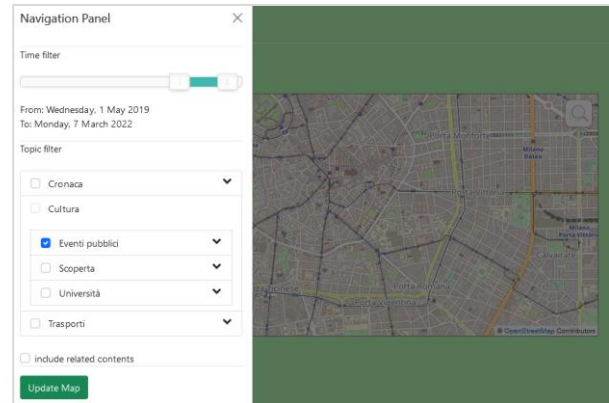 Navigation Panel
Time filter
From: Wednesday, 1 May 2019
To: Monday, 7 March 2022
Topic filter
Cronaca
Cultura
Eventi pubblici
Scoperta
Università
Trasporti
include related contents
Update Map
Porta Monforte
Milano
Dateo
Porta Vittoria
Milano
Porta Vittoria
Calvairate
Porta Romana
Porta Vigentina
© OpenStreetMap Contributors